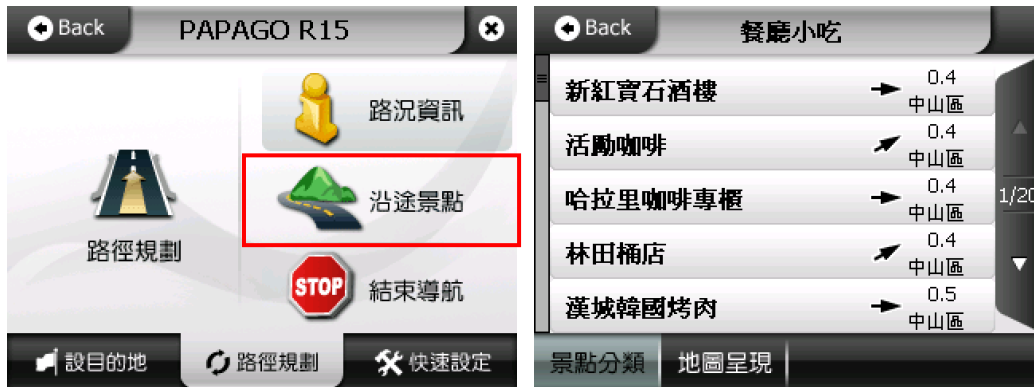 Back
PAPAGO R15
路況資訊
沿途景點
路徑規劃
STOP
結束導航
設目的地
路徑規劃
快速設定
Back
餐廳小吃
新紅寶石酒樓
0.4
中山區
活勵咖啡
0.4
中山區
哈拉里咖啡專櫃
0.4
中山區
1/20
林田桶店
0.4
中山區
漢城韓國烤肉
0.5
中山區
景點分類
地圖呈現